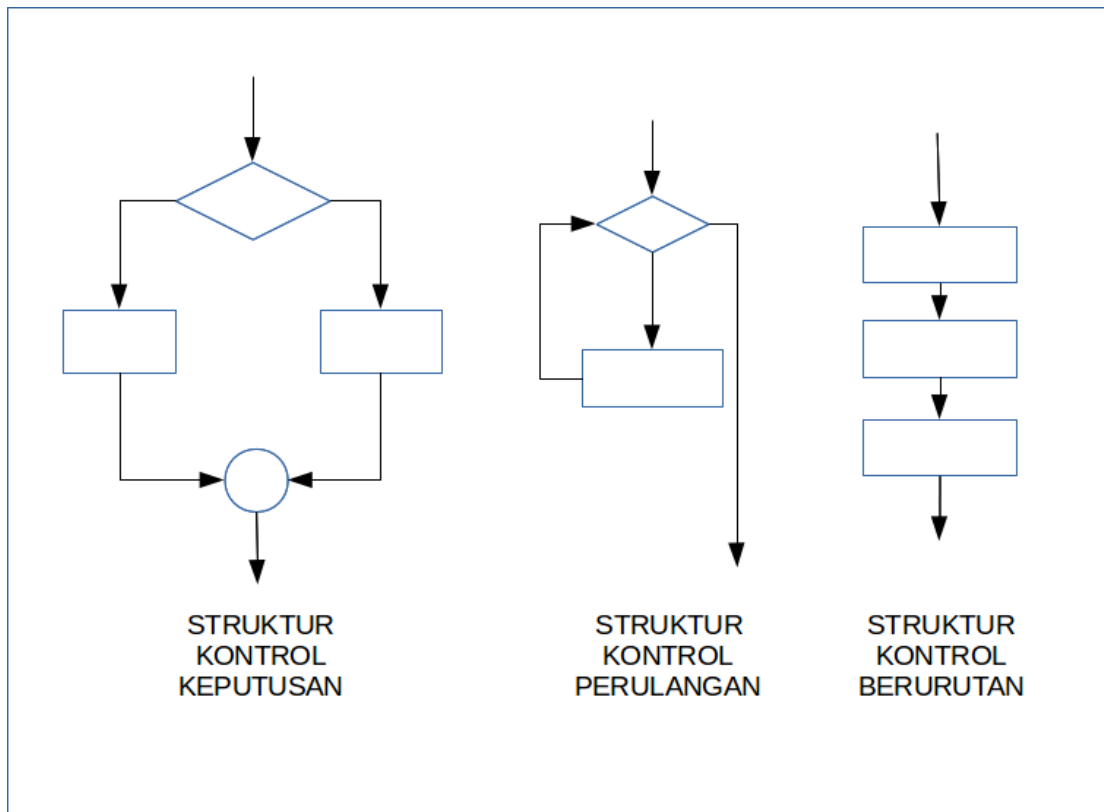 STRUKTUR
KONTROL
KEPUTUSAN
STRUKTUR
KONTROL
PERULANGAN
STRUKTUR
KONTROL
BERURUTAN